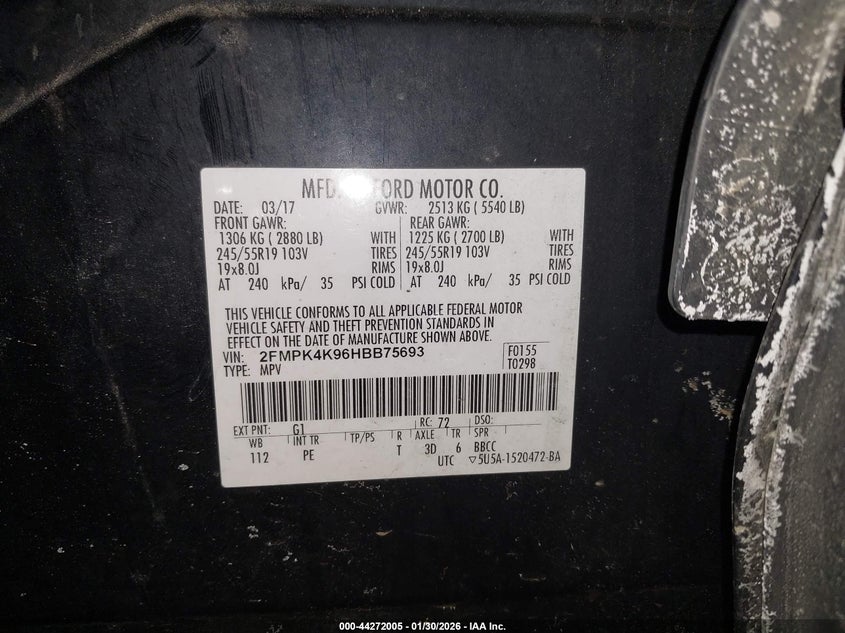 MFD. FORD MOTOR CO.
DATE: 03/17 GVWR: 2513 KG ( 5540 LB)
FRONT GAWR: REAR GAWR:
1306 KG ( 2880 LB) WITH 1225 KG ( 2700 LB) WITH
245/55R19 103V TIRES 245/55R19 103V TIRES
19x8.0J RIMS 19x8.0J RIMS
AT 240 kPa/ 35 PSI COLD AT 240 kPa/ 35 PSI COLD
THIS VEHICLE CONFORMS TO ALL APPLICABLE FEDERAL MOTOR
VEHICLE SAFETY AND THEFT PREVENTION STANDARDS IN
EFFECT ON THE DATE OF MANUFACTURE SHOWN ABOVE.
VIN: 2FMPK4K96HBB75693 F0155
TYPE: MPV T0298
EXT PNT: G1 RC: 72 DSO:
WB INT TR TP/PS R AXLE TR SPR
112 PE T 3D 6 BBCC
UTC ▽5U5A-1520472-BA
000-44272005 - 01/30/2026 - IAA Inc.